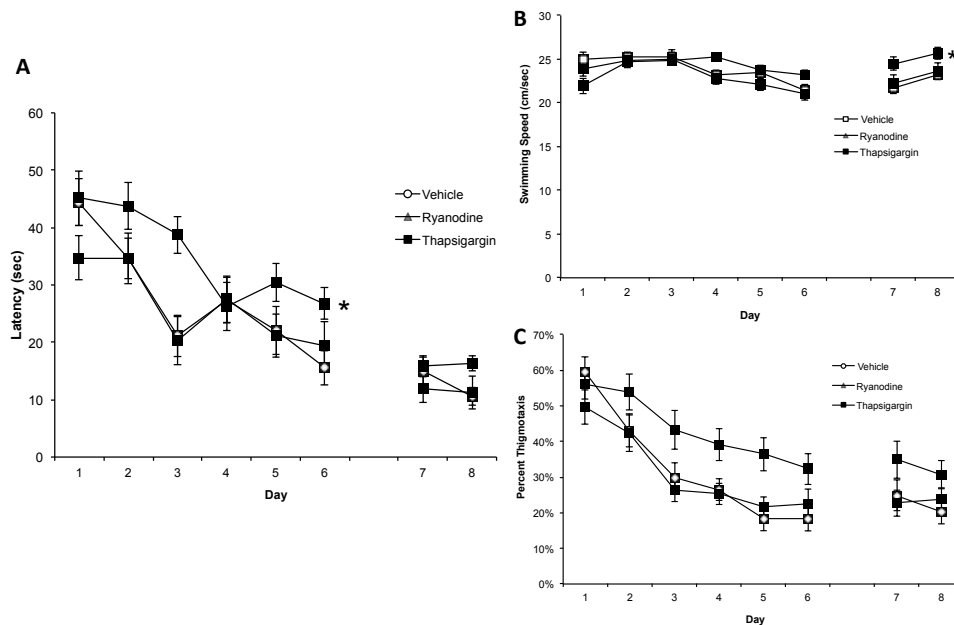 A
60
50
40
30
20
10
0
Latency (sec)
1 2 3 4 5 6 7 8
Day
Vehicle
Ryanodine
Thapsigargin
*
B
30
25
20
15
10
5
0
Swimming Speed (cm/sec)
1 2 3 4 5 6 7 8
Day
Vehicle
Ryanodine
Thapsigargin
*
C
70%
60%
50%
40%
30%
20%
10%
0%
Percent Thigmotaxis
1 2 3 4 5 6 7 8
Day
Vehicle
Ryanodine
Thapsigargin